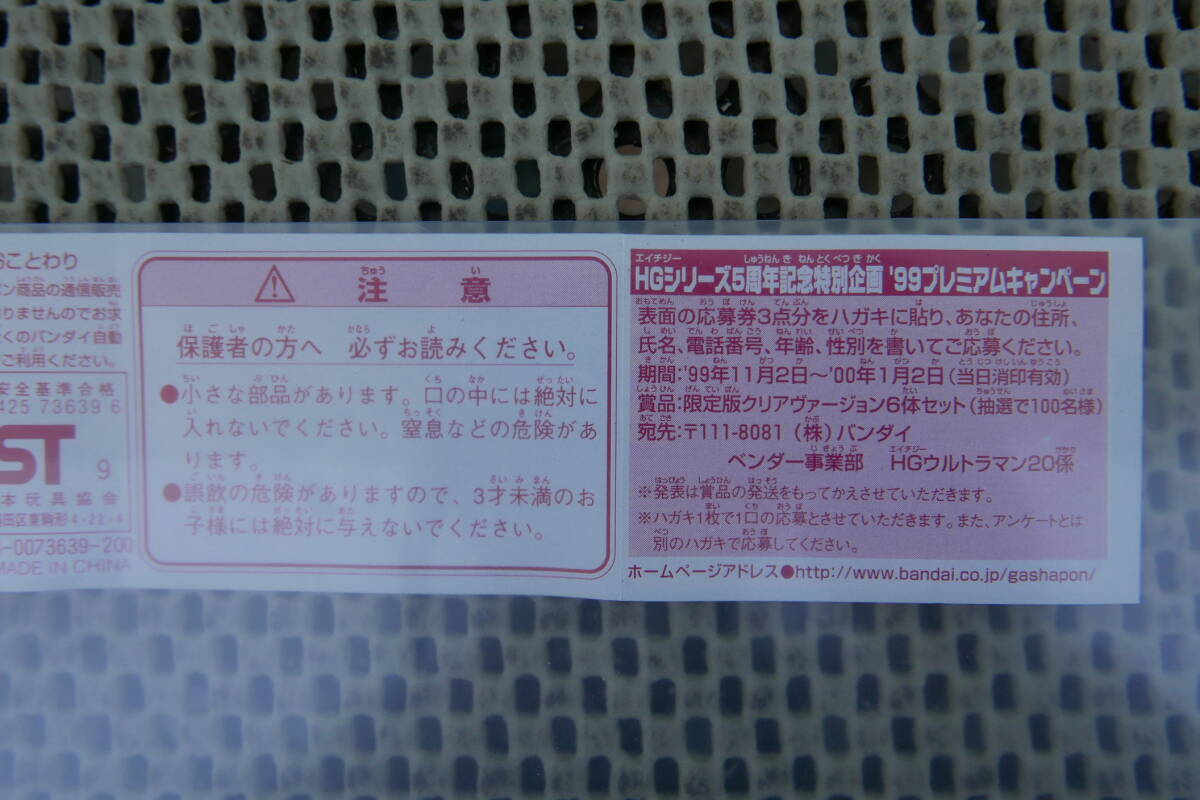 おことわり
商品の通信販売
りませんのでお求
くのバンダイ自動
ご利用ください。
安全基準合格
425 73639 6
ST 9
本玩具協会
田区東駒形4-22-4
-0073639-200
MADE IN CHINA
⚠ 注意
保護者の方へ 必ずお読みください。
●小さな部品があります。口の中には絶対に
入れないでください。窒息などの危険があ
ります。
●誤飲の危険がありますので、3才未満のお
子様には絶対に与えないでください。
HGシリーズ5周年記念特別企画 '99プレミアムキャンペーン
表面の応募券3点分をハガキに貼り、あなたの住所、
氏名、電話番号、年齢、性別を書いてご応募ください。
期間:'99年11月2日〜'00年1月2日(当日消印有効)
賞品:限定版クリアヴァージョン6体セット(抽選で100名様)
宛先:〒111-8081 (株)バンダイ
ベンダー事業部 HGウルトラマン20係
※発表は賞品の発送をもってかえさせていただきます。
※ハガキ1枚で1口の応募とさせていただきます。また、アンケートとは
別のハガキで応募してください。
ホームページアドレス●http://www.bandai.co.jp/gashapon/